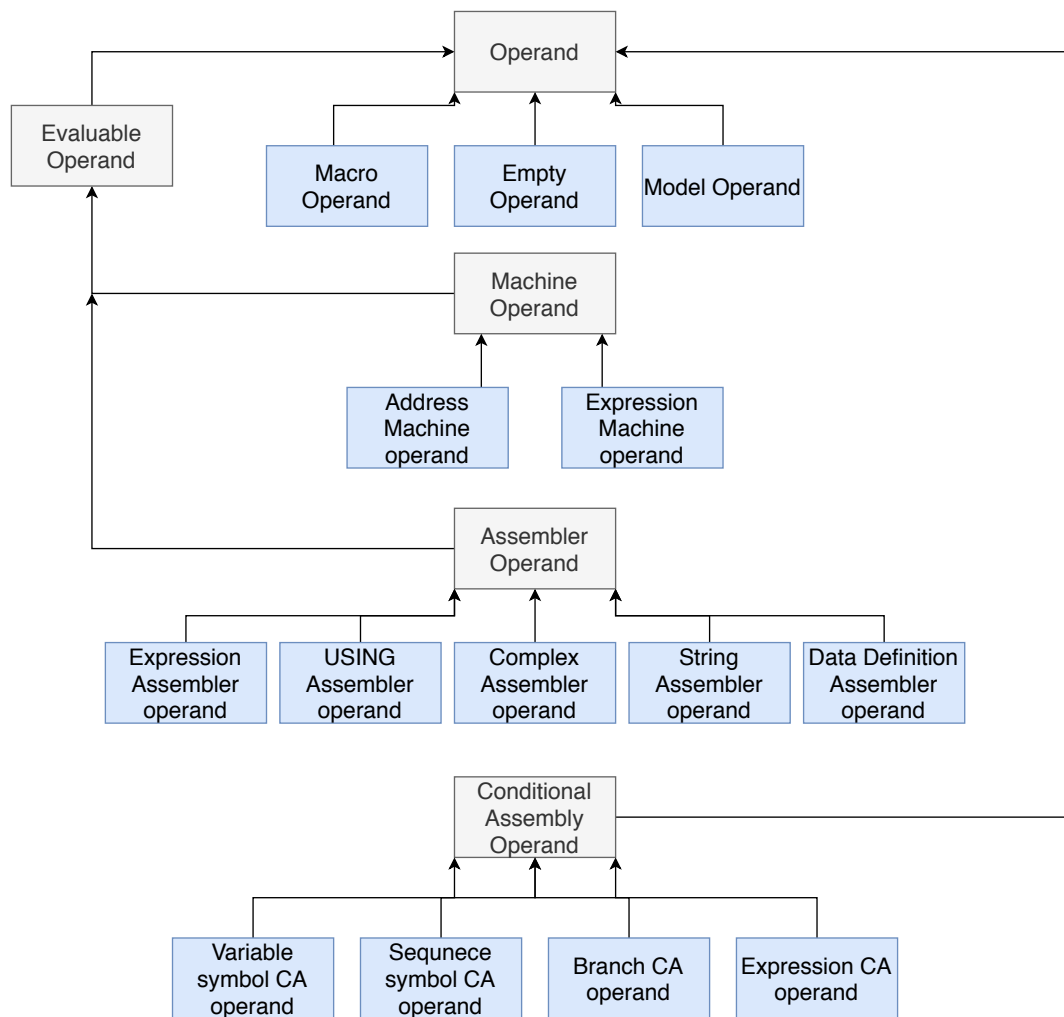 Operand
Evaluable
Operand
Macro
Operand
Empty
Operand
Model Operand
Machine
Operand
Address
Machine
operand
Expression
Machine
operand
Assembler
Operand
Expression
Assembler
operand
USING
Assembler
operand
Complex
Assembler
operand
String
Assembler
operand
Data Definition
Assembler
operand
Conditional
Assembly
Operand
Variable
symbol CA
operand
Sequnece
symbol CA
operand
Branch CA
operand
Expression CA
operand